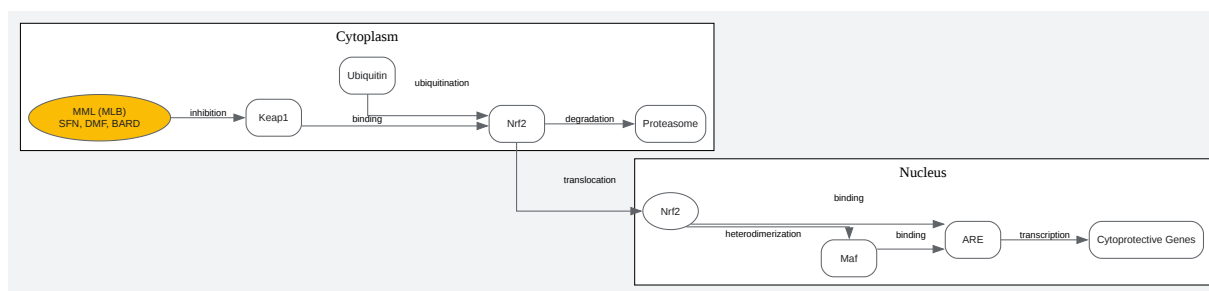 Cytoplasm
Ubiquitin
ubiquitination
MML (MLB)
SFN, DMF, BARD
inhibition
Keap1
binding
Nrf2
degradation
Proteasome
translocation
Nucleus
Nrf2
binding
heterodimerization
Maf
binding
ARE
transcription
Cytoprotective Genes